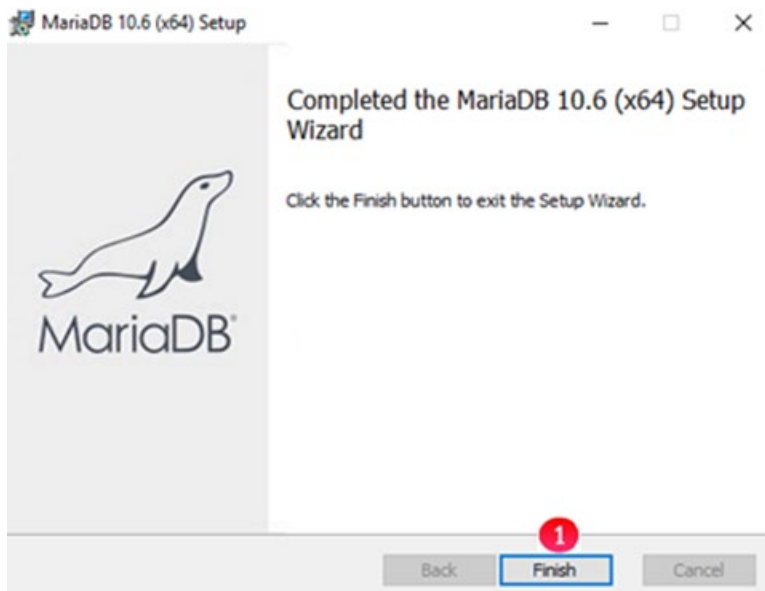 MariaDB 10.6 (x64) Setup
Completed the MariaDB 10.6 (x64) Setup
Wizard
Click the Finish button to exit the Setup Wizard.
MariaDB®
1
Back
Finish
Cancel